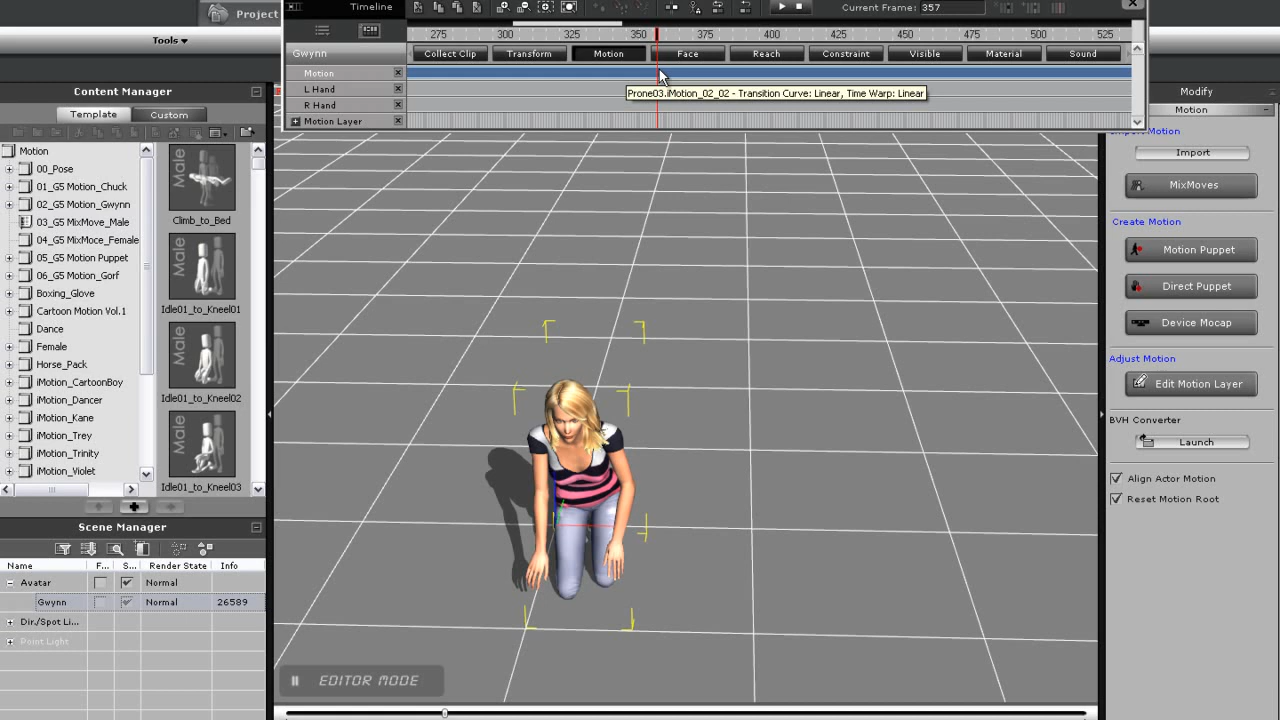 Project
Timeline
Current Frame: 357
Tools
275 300 325 350 375 400 425 450 475 500 525
Gwynn
Collect Clip Transform Motion Face Reach Constraint Visible Material Sound
Motion
L Hand
R Hand
Motion Layer
Prone03.iMotion_02_02 - Transition Curve: Linear, Time Warp: Linear
Content Manager
Template Custom
Motion
00_Pose
01_G5 Motion_Chuck
02_G5 Motion_Gwynn
03_G5 MixMove_Male
04_G5 MixMoce_Female
05_G5 Motion Puppet
06_G5 Motion_Gorf
Boxing_Glove
Cartoon Motion Vol.1
Dance
Female
Horse_Pack
iMotion_CartoonBoy
iMotion_Dancer
iMotion_Kane
iMotion_Trey
iMotion_Trinity
iMotion_Violet
Male
Climb_to_Bed
Male
Idle01_to_Kneel01
Male
Idle01_to_Kneel02
Male
Idle01_to_Kneel03
Scene Manager
Name F... S... Render State Info
Avatar Normal
Gwynn Normal 26589
Dir./Spot Li...
Point Light
EDITOR MODE
Modify
Motion
Import Motion
Import
MixMoves
Create Motion
Motion Puppet
Direct Puppet
Device Mocap
Adjust Motion
Edit Motion Layer
BVH Converter
Launch
Align Actor Motion
Reset Motion Root